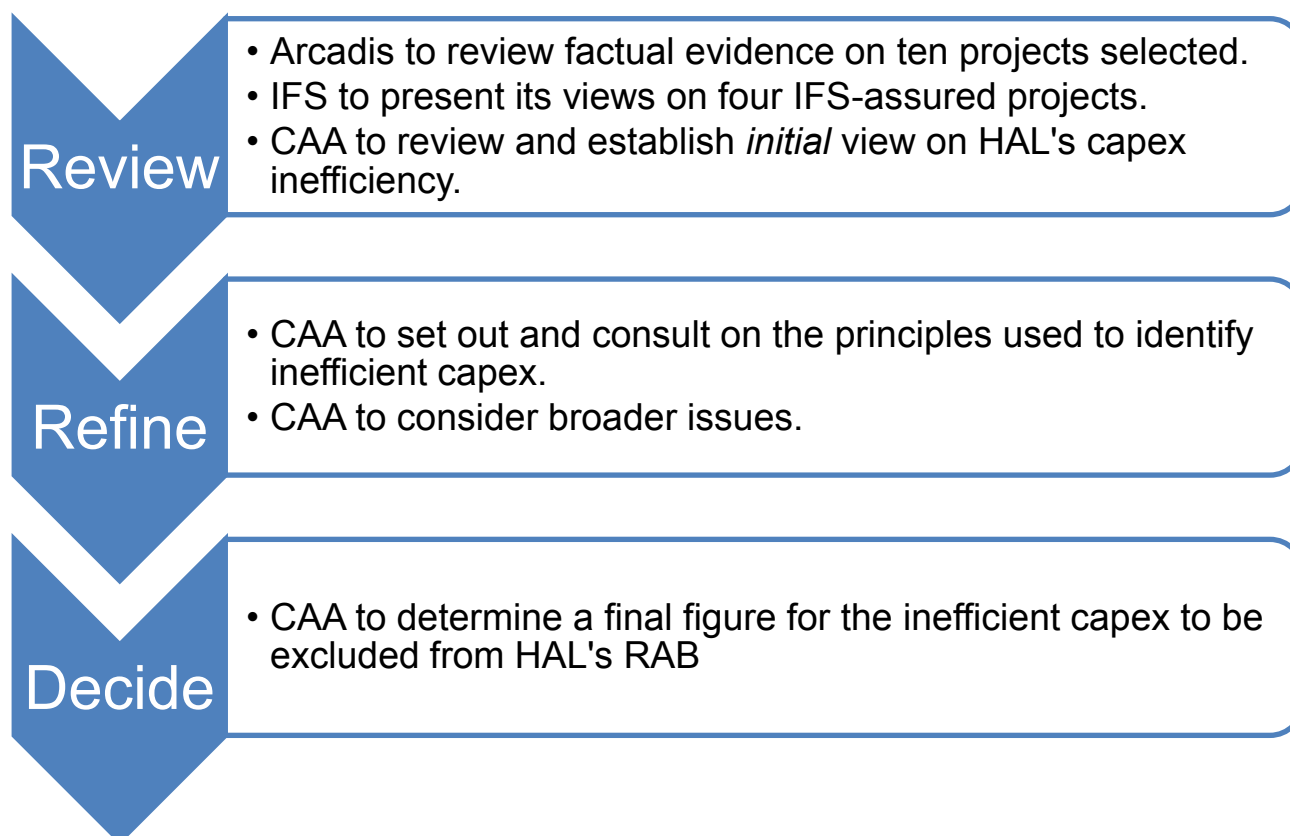 Review
• Arcadis to review factual evidence on ten projects selected.
• IFS to present its views on four IFS-assured projects.
• CAA to review and establish initial view on HAL's capex
inefficiency.
Refine
• CAA to set out and consult on the principles used to identify
inefficient capex.
• CAA to consider broader issues.
Decide
• CAA to determine a final figure for the inefficient capex to be
excluded from HAL's RAB